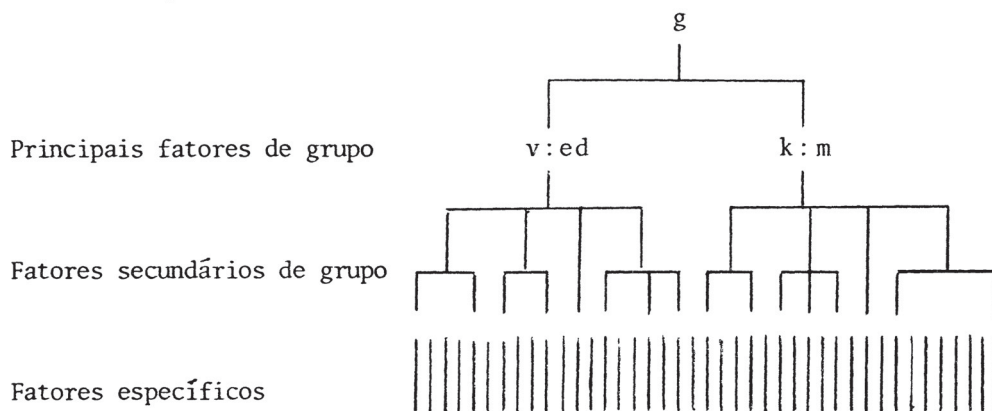 g
Principais fatores de grupo v:ed k:m
Fatores secundários de grupo
Fatores específicos